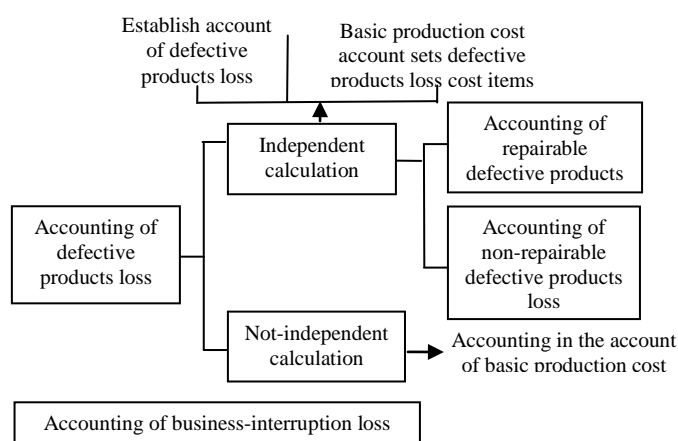 Establish account
of defective
products loss
Basic production cost
account sets defective
products loss cost items
Independent
calculation
Accounting of
repairable
defective products
Accounting of
defective
products loss
Accounting of
non-repairable
defective products
loss
Not-independent
calculation
Accounting in the account
of basic production cost
Accounting of business-interruption loss